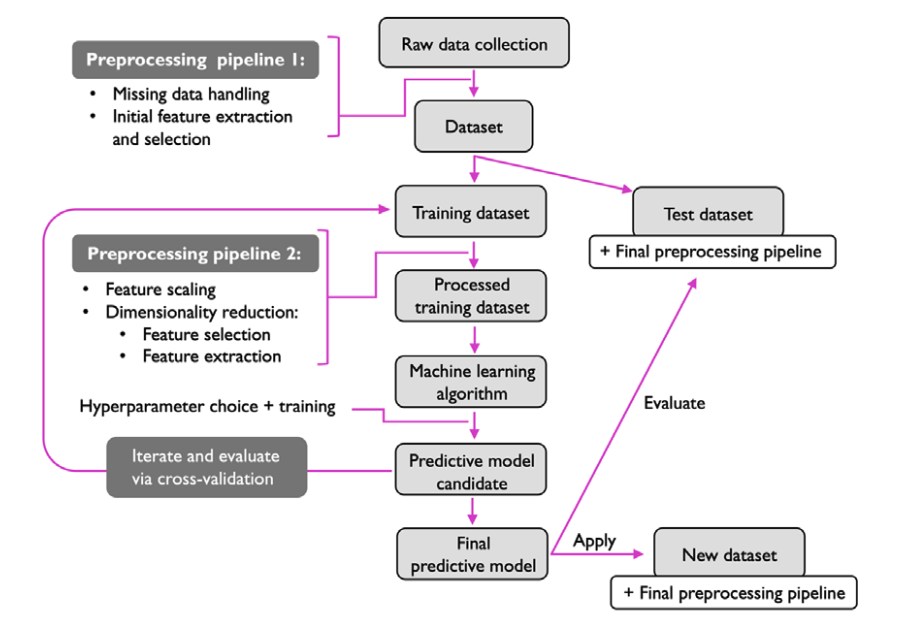 Raw data collection
Preprocessing pipeline 1:
• Missing data handling
• Initial feature extraction
and selection
Dataset
Training dataset
Test dataset
+ Final preprocessing pipeline
Preprocessing pipeline 2:
• Feature scaling
• Dimensionality reduction:
• Feature selection
• Feature extraction
Processed
training dataset
Machine learning
algorithm
Hyperparameter choice + training
Evaluate
Iterate and evaluate
via cross-validation
Predictive model
candidate
Final
predictive model
Apply
New dataset
+ Final preprocessing pipeline